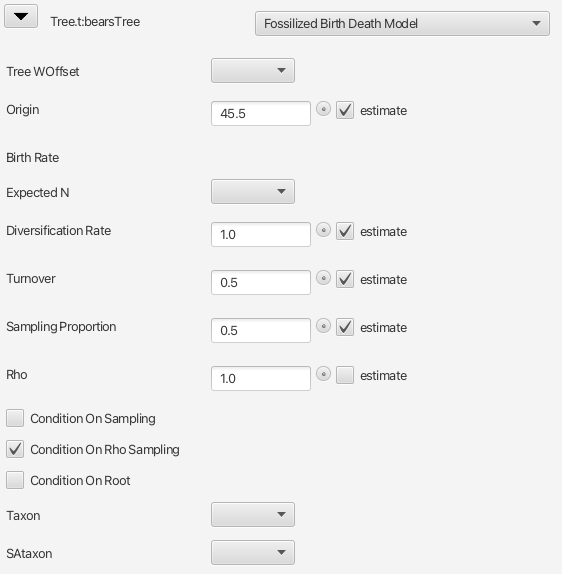 Tree.t:bearsTree Fossilized Birth Death Model
Tree WOffset
Origin 45.5 estimate
Birth Rate
Expected N
Diversification Rate 1.0 estimate
Turnover 0.5 estimate
Sampling Proportion 0.5 estimate
Rho 1.0 estimate
Condition On Sampling
Condition On Rho Sampling
Condition On Root
Taxon
SAtaxon